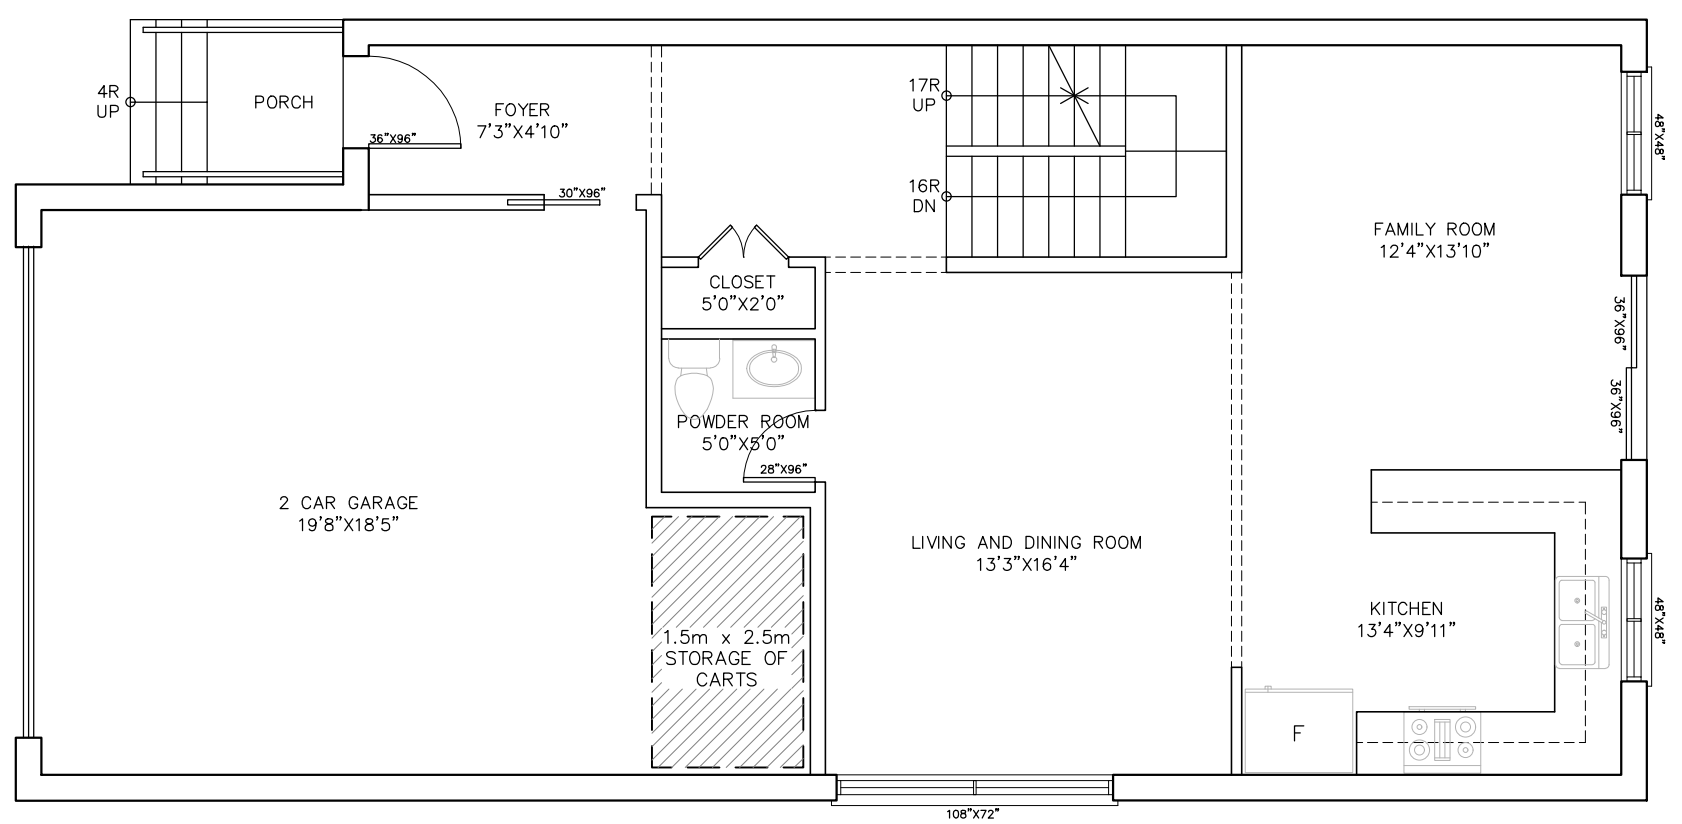 4R
UP
PORCH
36"X96"
FOYER
7'3"X4'10"
30"X96"
17R
UP
16R
DN
48"X48"
FAMILY ROOM
12'4"X13'10"
CLOSET
5'0"X2'0"
36"X96"
36"X96"
POWDER ROOM
5'0"X5'0"
28"X96"
2 CAR GARAGE
19'8"X18'5"
LIVING AND DINING ROOM
13'3"X16'4"
KITCHEN
13'4"X9'11"
48"X48"
1.5m x 2.5m
STORAGE OF
CARTS
F
108"X72"